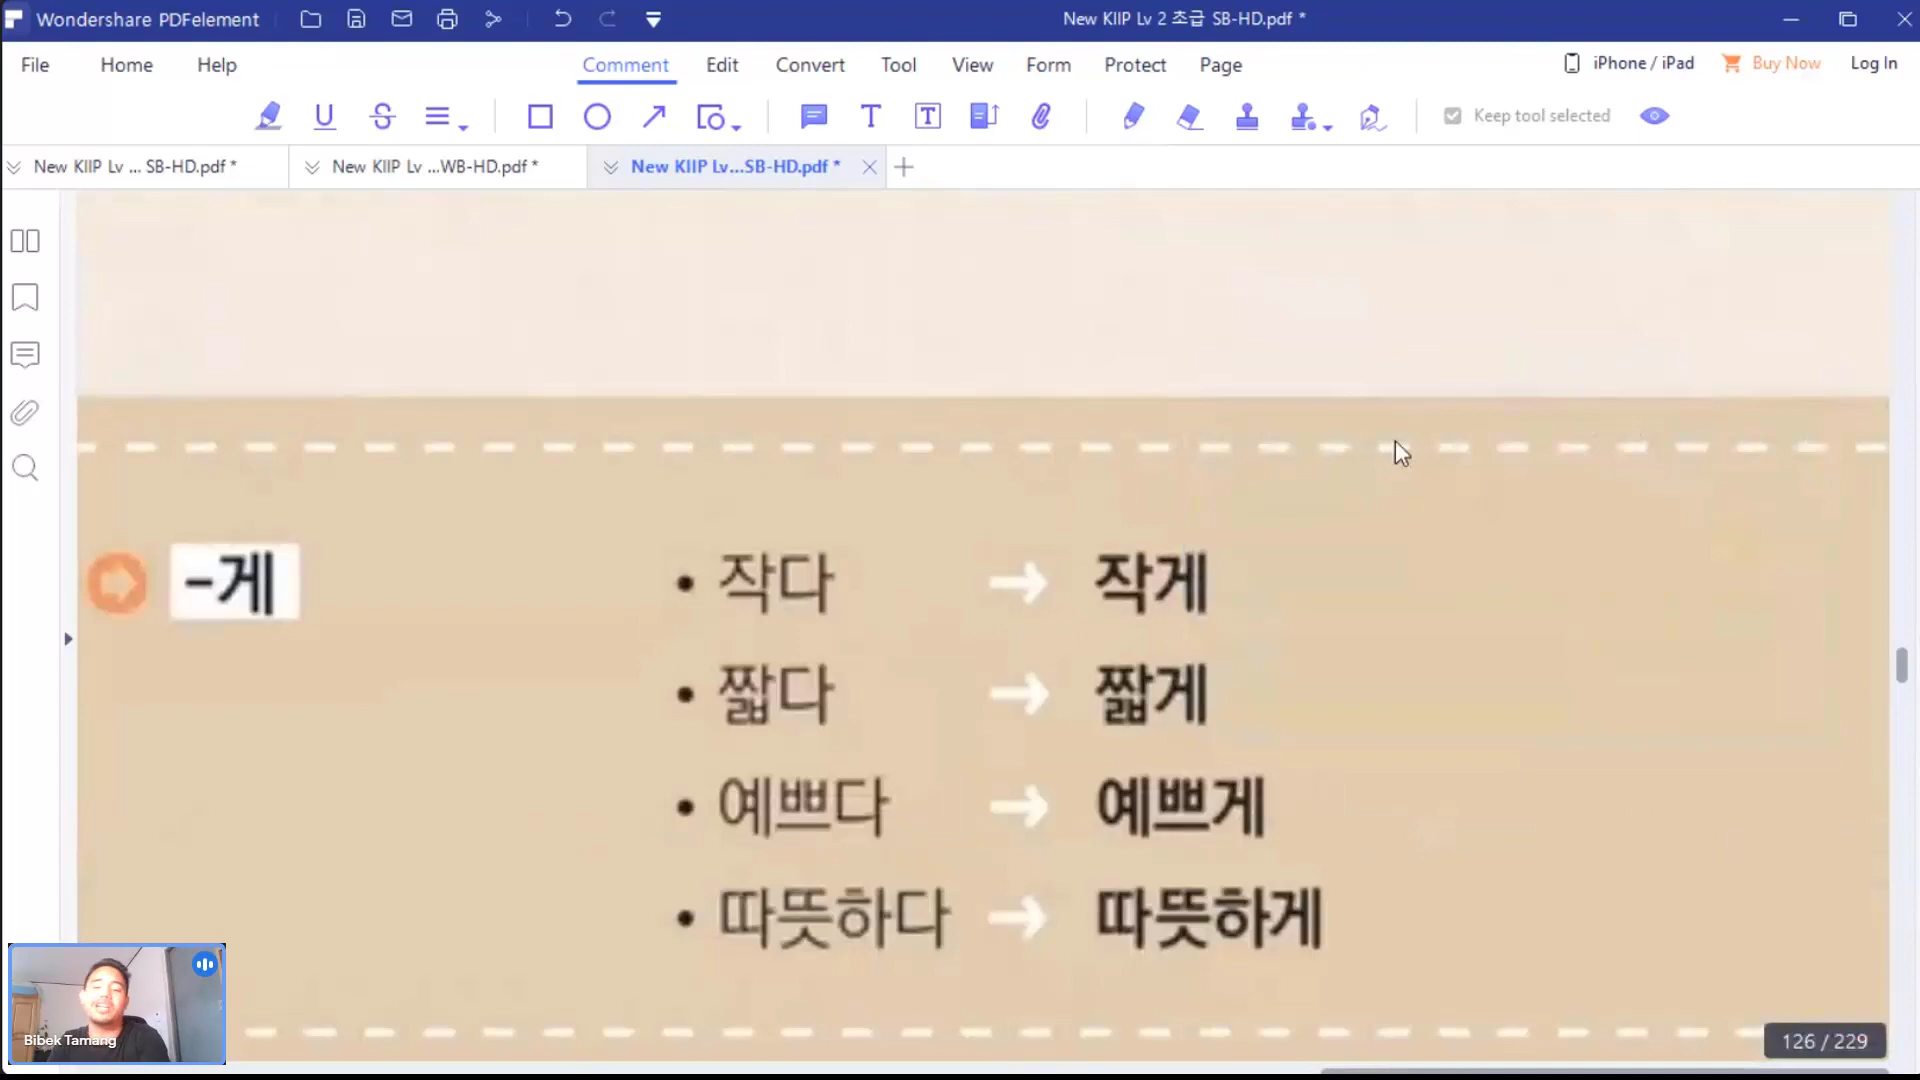 Wondershare PDFelement
New KIIP Lv 2 초급 SB-HD.pdf *
File Home Help Comment Edit Convert Tool View Form Protect Page iPhone / iPad Buy Now Log In
Keep tool selected
New KIIP Lv ... SB-HD.pdf * New KIIP Lv ...WB-HD.pdf * New KIIP Lv...SB-HD.pdf *
-게 • 작다 → 작게
• 짧다 → 짧게
• 예쁘다 → 예쁘게
• 따뜻하다 → 따뜻하게
Bibek Tamang
126 / 229